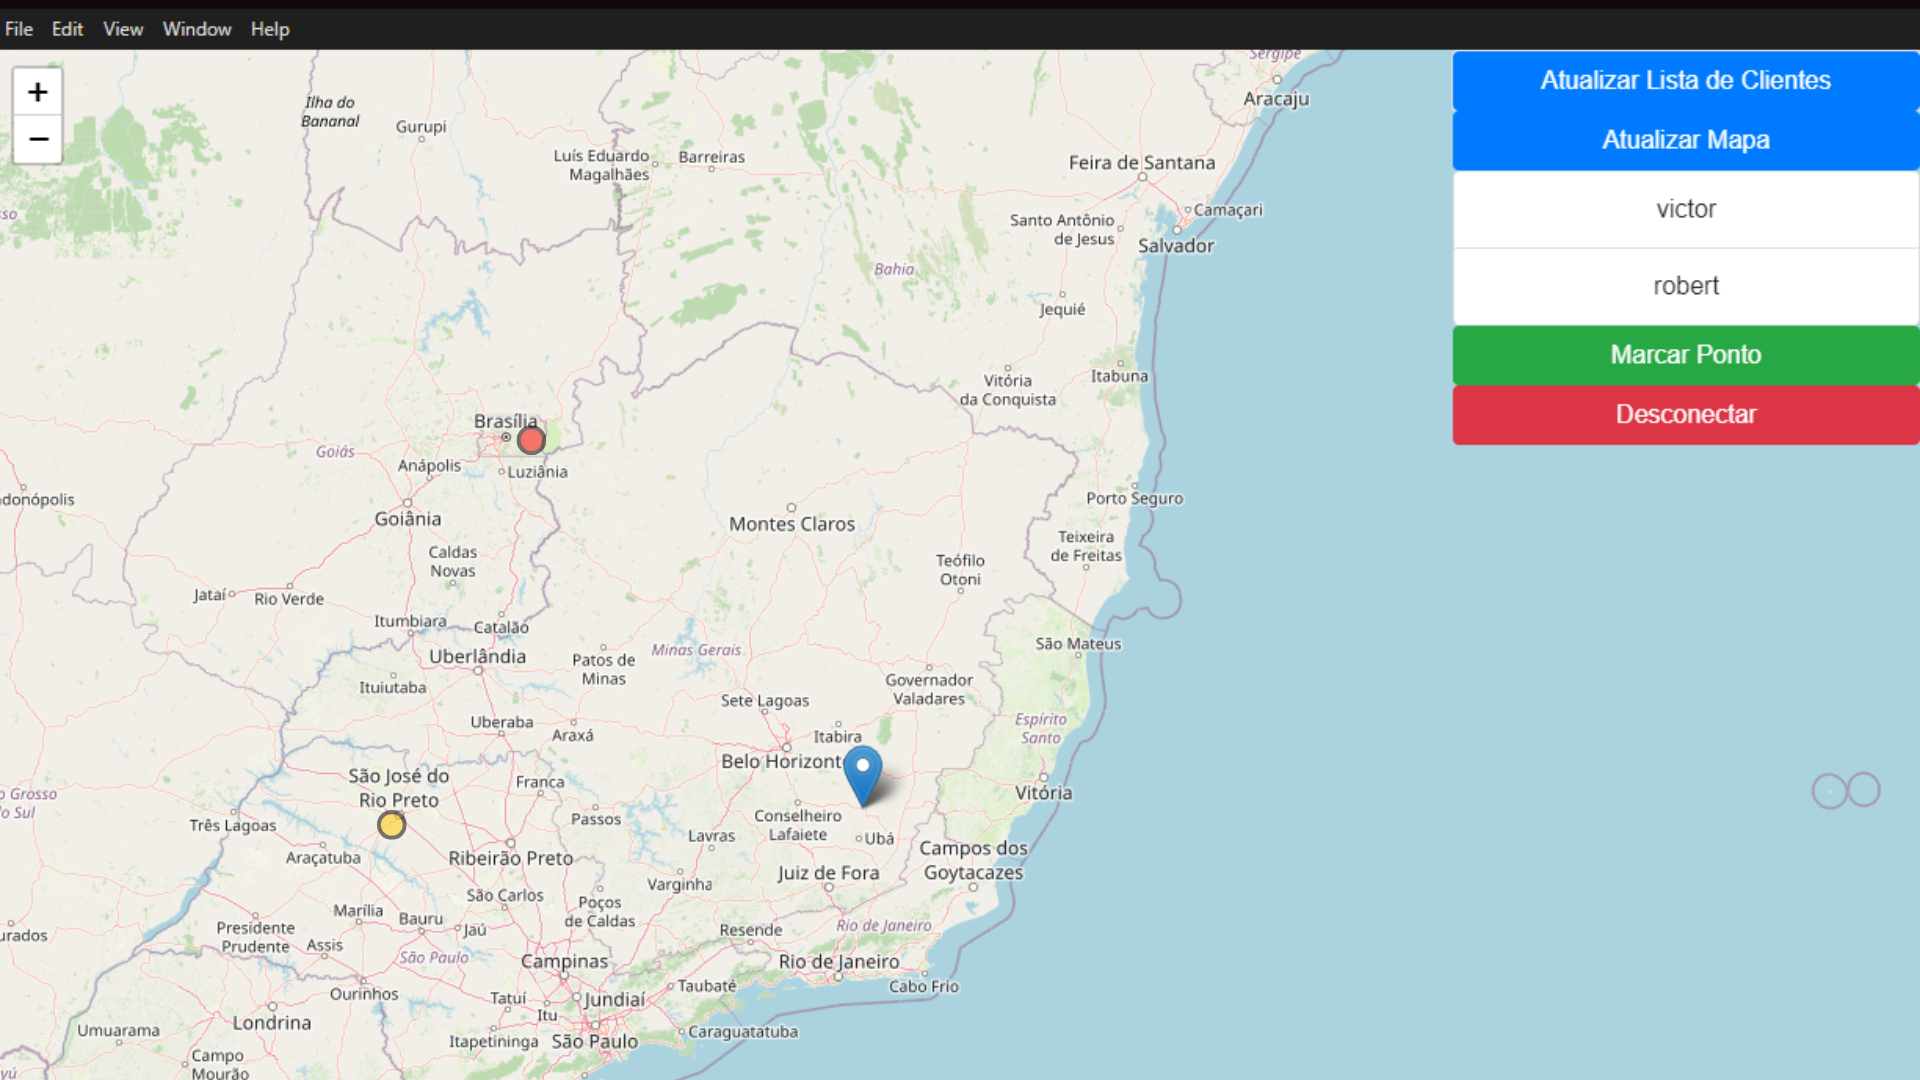 File Edit View Window Help
+
−
Atualizar Lista de Clientes
Atualizar Mapa
victor
robert
Marcar Ponto
Desconectar
Sergipe
Aracaju
Ilha do
Bananal
Gurupi
Luís Eduardo
Magalhães
Barreiras
Feira de Santana
Camaçari
Santo Antônio
de Jesus
Salvador
Bahia
Jequié
Vitória
da Conquista
Itabuna
Brasília
Goiás
Anápolis
Luziânia
donópolis
Goiânia
Montes Claros
Porto Seguro
Teixeira
de Freitas
Caldas
Novas
Teófilo
Otoni
Jataí
Rio Verde
Itumbiara
Catalão
São Mateus
Uberlândia
Patos de
Minas
Minas Gerais
Ituiutaba
Governador
Valadares
Sete Lagoas
Uberaba
Araxá
Itabira
Espírito
Santo
Belo Horizont
São José do
Rio Preto
Franca
Vitória
o Grosso
do Sul
Três Lagoas
Passos
Conselheiro
Lafaiete
Lavras
Ubá
Araçatuba
Ribeirão Preto
Campos dos
Goytacazes
Juiz de Fora
Varginha
São Carlos
Poços
de Caldas
Marília
Bauru
Jaú
Presidente
Prudente
Assis
urados
Resende
Rio de Janeiro
São Paulo
Campinas
Rio de Janeiro
Cabo Frio
Taubaté
Ourinhos
Tatuí
Jundiaí
Itu
Londrina
Umuarama
Itapetininga
São Paulo
Caraguatatuba
Campo
Mourão